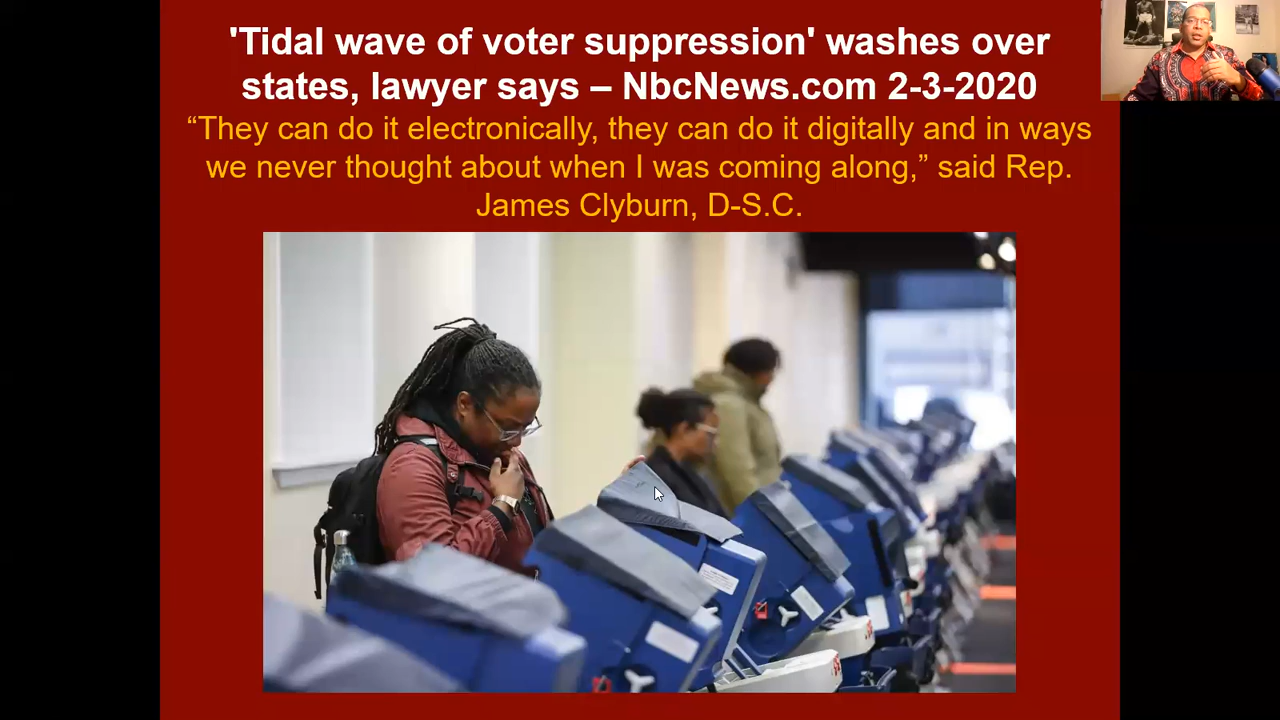 'Tidal wave of voter suppression' washes over
states, lawyer says – NbcNews.com 2-3-2020
“They can do it electronically, they can do it digitally and in ways
we never thought about when I was coming along,” said Rep.
James Clyburn, D-S.C.